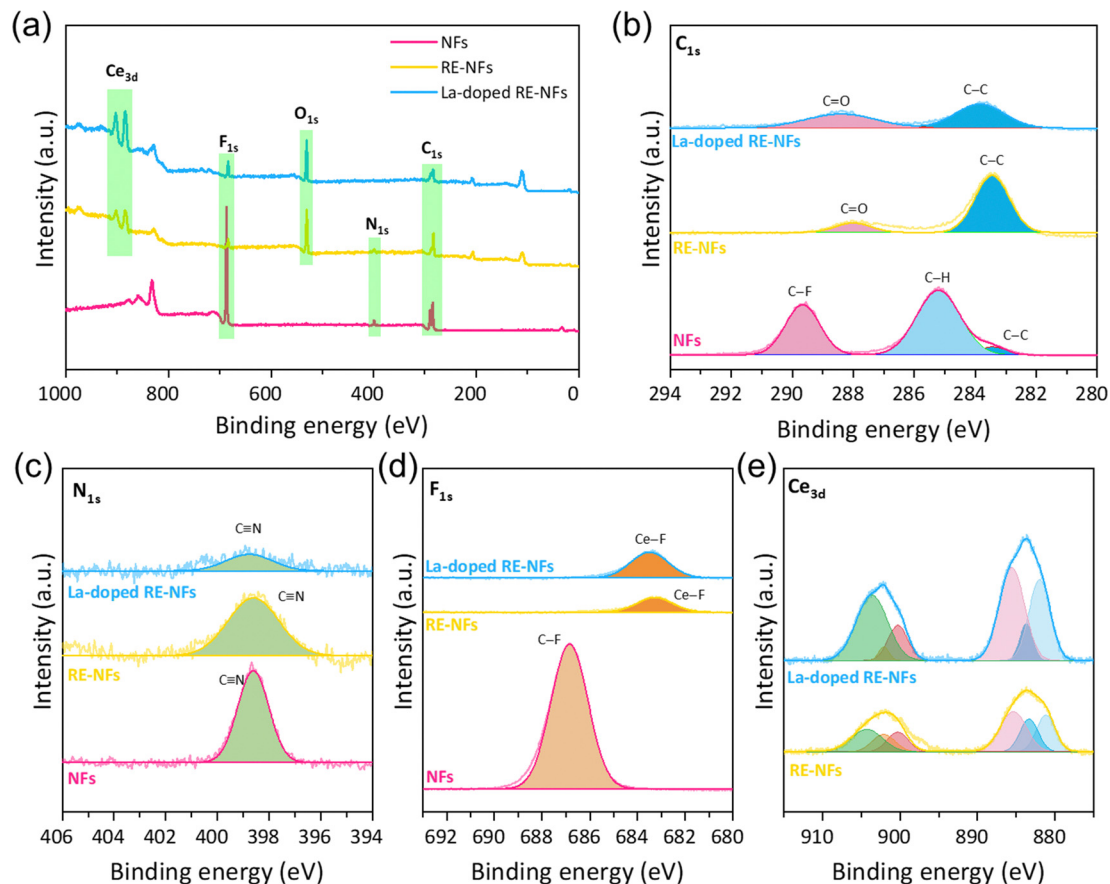 (a)
Intensity (a.u.)
Ce3d
F1s
O1s
N1s
C1s
NFs
RE-NFs
La-doped RE-NFs
1000 800 600 400 200 0
Binding energy (eV)
(b)
Intensity (a.u.)
C1s
C=O
C–C
La-doped RE-NFs
C–C
C=O
RE-NFs
C–F
C–H
C–C
NFs
294 292 290 288 286 284 282 280
Binding energy (eV)
(c)
Intensity (a.u.)
N1s
C≡N
La-doped RE-NFs
C≡N
RE-NFs
C≡N
NFs
406 404 402 400 398 396 394
Binding energy (eV)
(d)
Intensity (a.u.)
F1s
Ce–F
La-doped RE-NFs
Ce–F
RE-NFs
C–F
NFs
692 690 688 686 684 682 680
Binding energy (eV)
(e)
Intensity (a.u.)
Ce3d
La-doped RE-NFs
RE-NFs
910 900 890 880
Binding energy (eV)